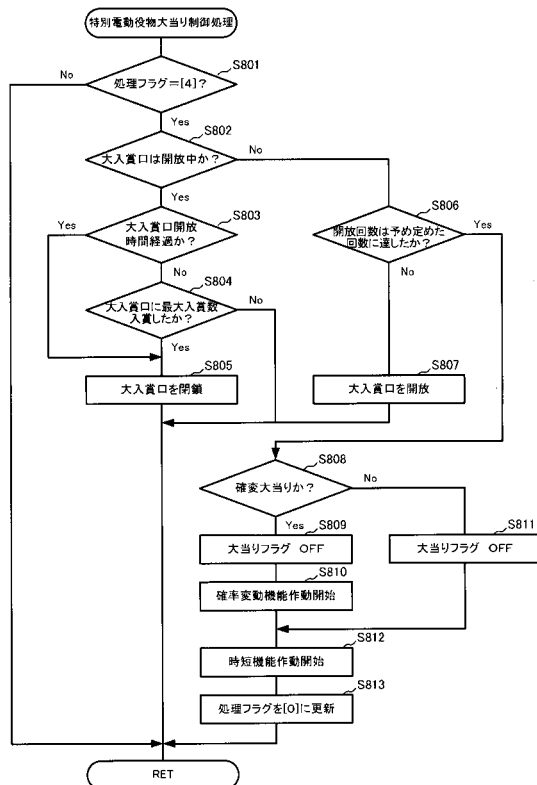 特別電動役物大当り制御処理
S801
処理フラグ=[4]?
No
Yes
S802
大入賞口は開放中か?
No
Yes
S803
大入賞口開放
時間経過か?
Yes
No
S806
開放回数は予め定めた
回数に達したか?
Yes
No
S804
大入賞口に最大入賞数
入賞したか?
No
Yes
S805
大入賞口を閉鎖
S807
大入賞口を開放
S808
確変大当りか?
No
Yes
S809
大当りフラグ OFF
S811
大当りフラグ OFF
S810
確率変動機能作動開始
S812
時短機能作動開始
S813
処理フラグを[0]に更新
RET